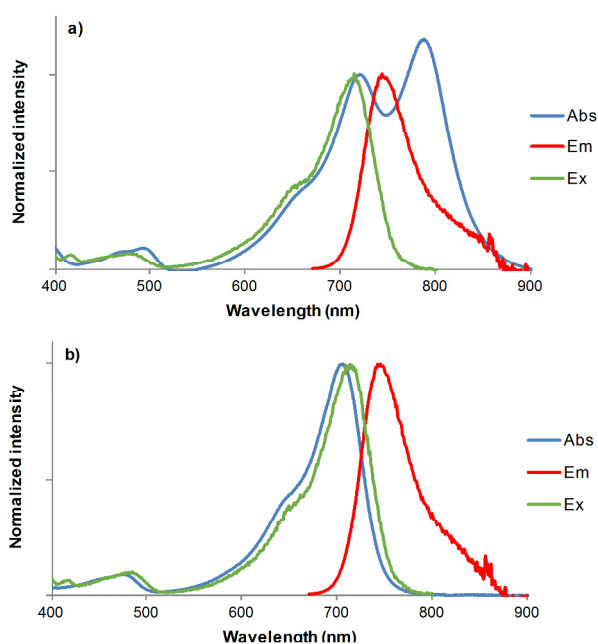 a)
Normalized intensity
Abs
Em
Ex
400 500 600 700 800 900
Wavelength (nm)
b)
Normalized intensity
Abs
Em
Ex
400 500 600 700 800 900
Wavelength (nm)